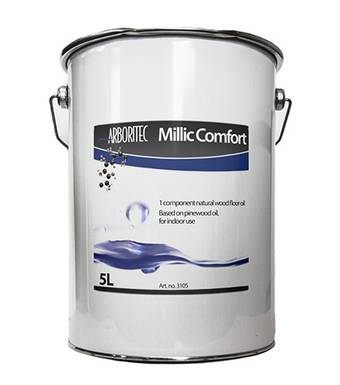 ARBORITEC Millic Comfort
1 component natural wood floor oil
Based on pinewood oil,
for indoor use
5L
Art. no. 3105